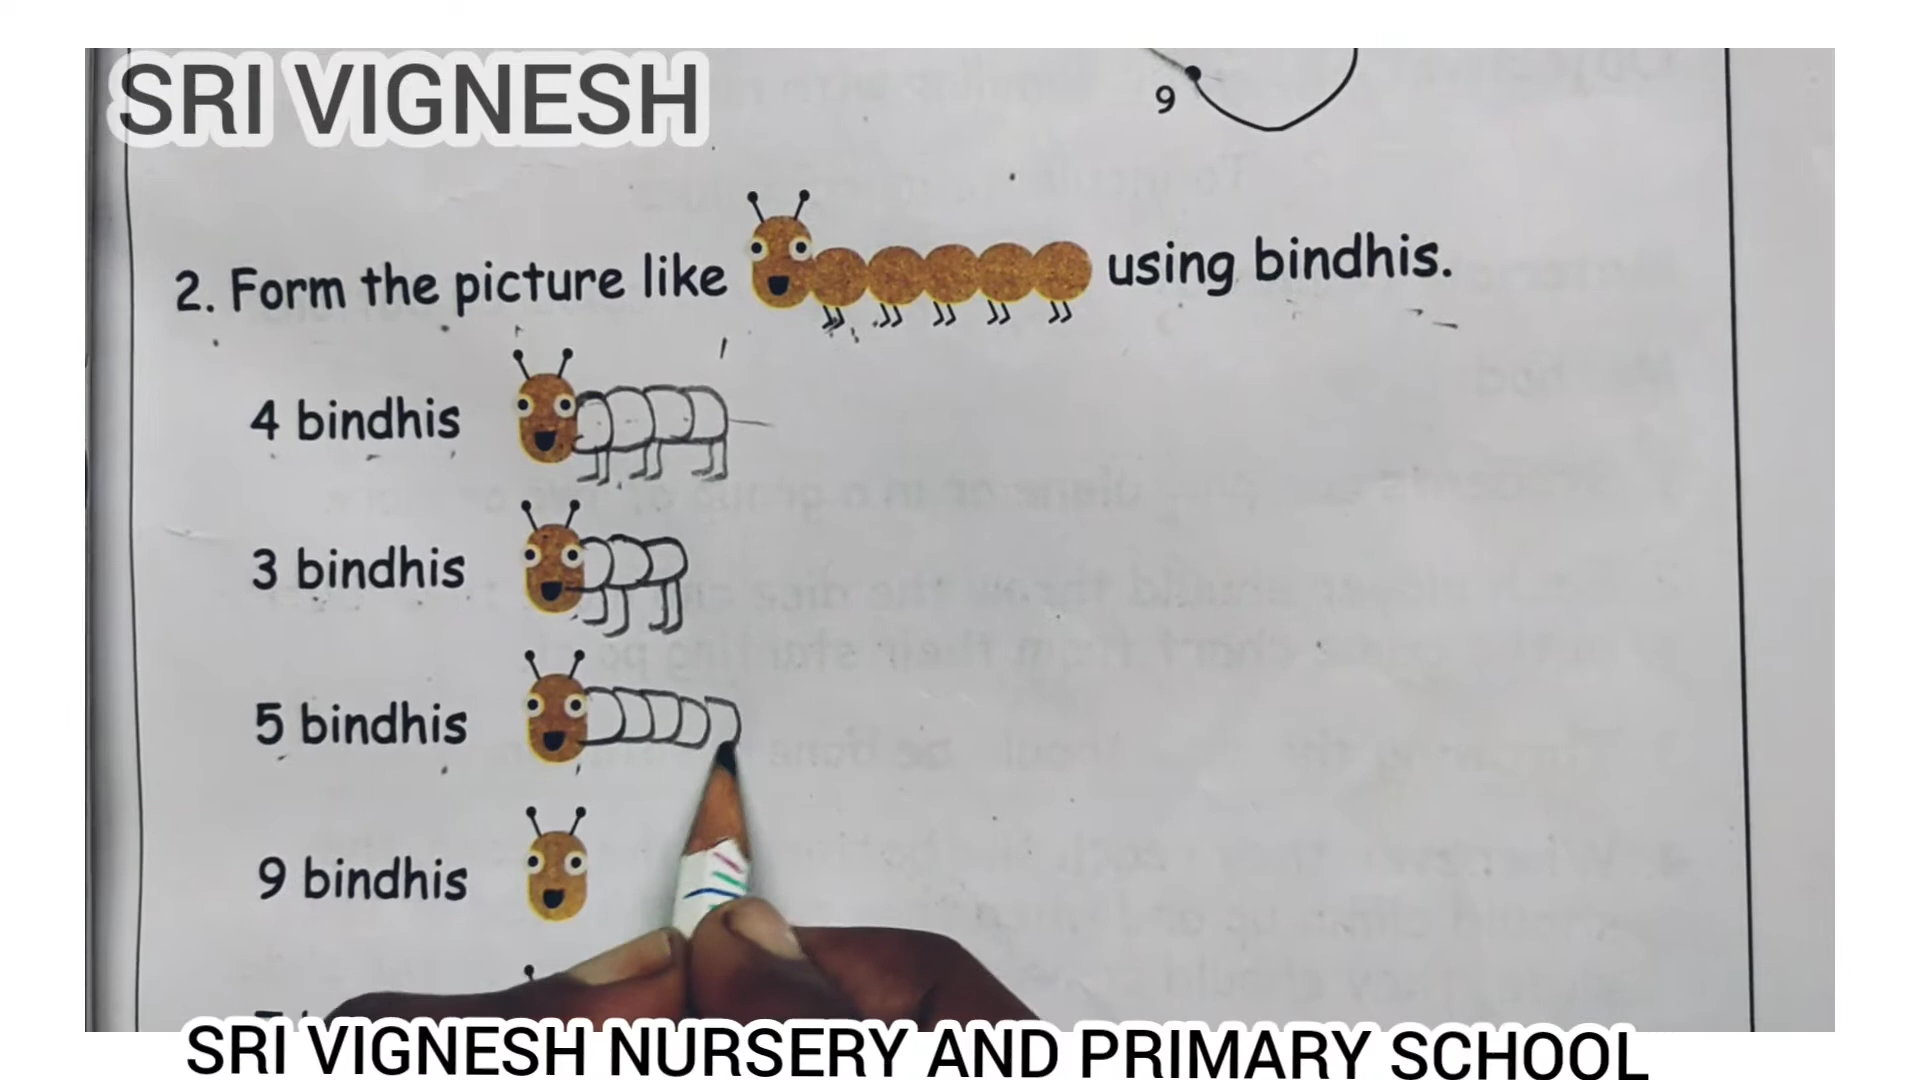 SRI VIGNESH
9
2. Form the picture like using bindhis.
4 bindhis
3 bindhis
5 bindhis
9 bindhis
SRI VIGNESH NURSERY AND PRIMARY SCHOOL